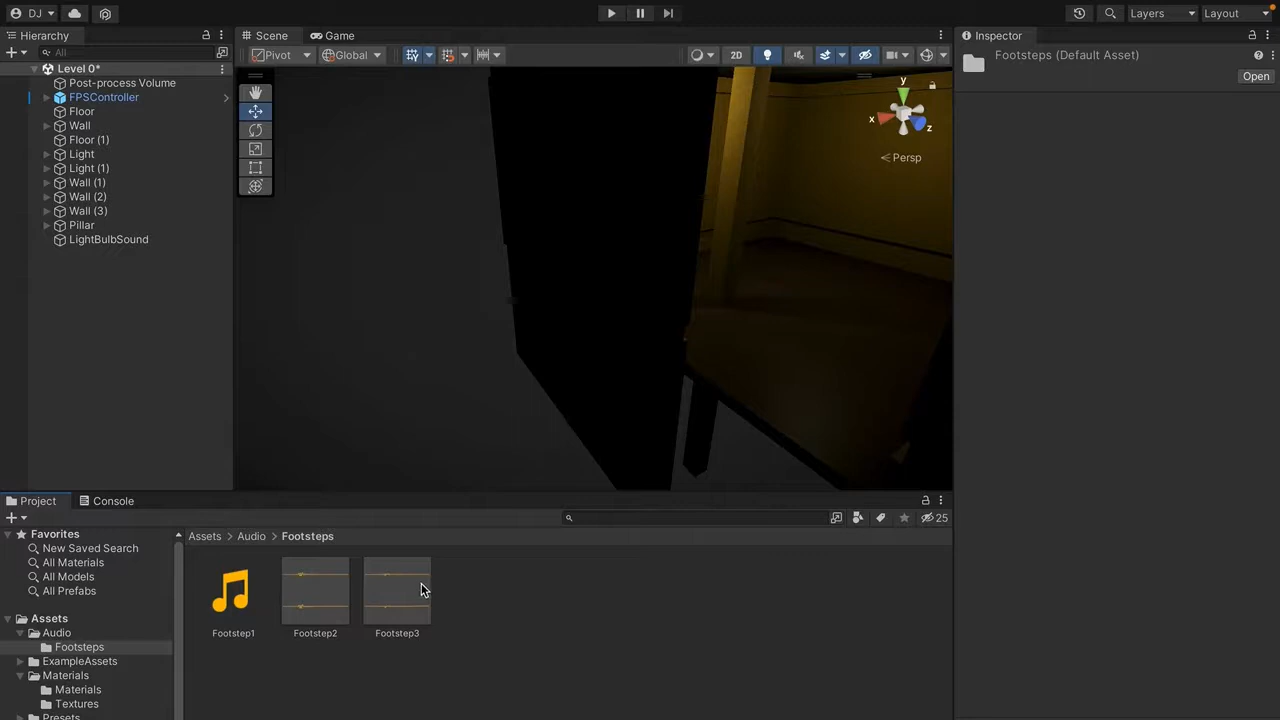 DJ
Layers
Layout
Hierarchy
Scene
Game
Inspector
All
Pivot
Global
2D
Footsteps (Default Asset)
Open
Level 0*
Post-process Volume
FPSController
Floor
Wall
Floor (1)
Light
Light (1)
Wall (1)
Wall (2)
Wall (3)
Pillar
LightBulbSound
y
x
z
Persp
Project
Console
25
Favorites
New Saved Search
All Materials
All Models
All Prefabs
Assets
Audio
Footsteps
ExampleAssets
Materials
Materials
Textures
Presets
Assets
Audio
Footsteps
Footstep1
Footstep2
Footstep3